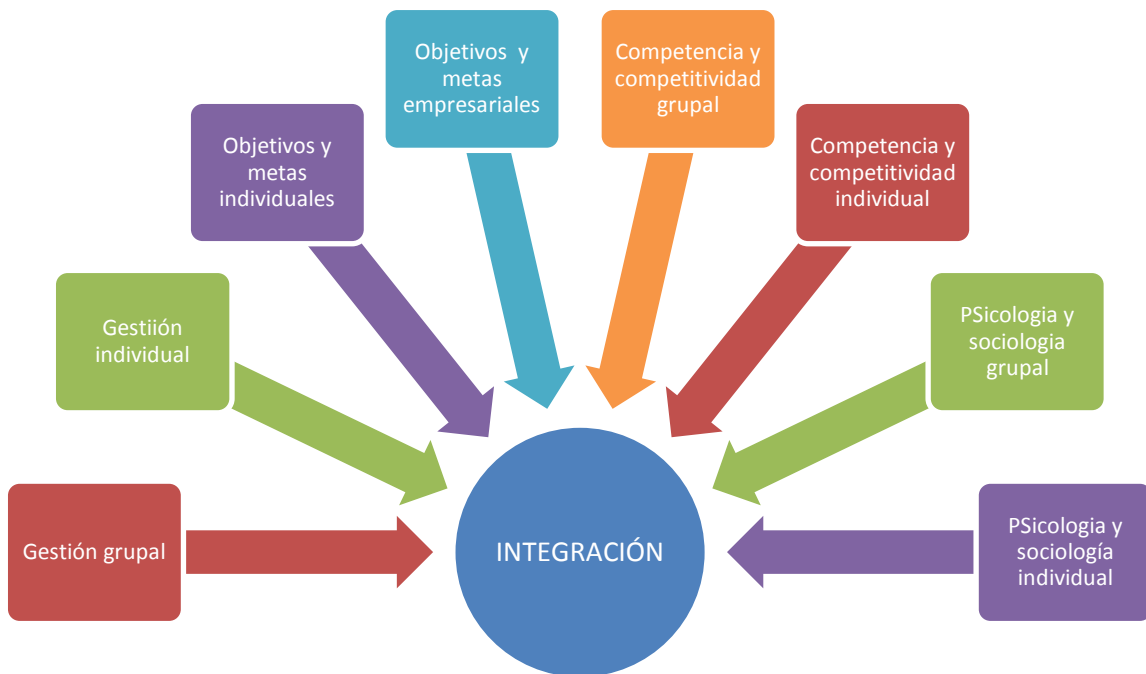 Gestión grupal
Gestiión
individual
Objetivos y
metas
individuales
Objetivos y
metas
empresariales
Competencia y
competitividad
grupal
Competencia y
competitividad
individual
PSicologia y
sociologia
grupal
PSicologia y
sociología
individual
INTEGRACIÓN